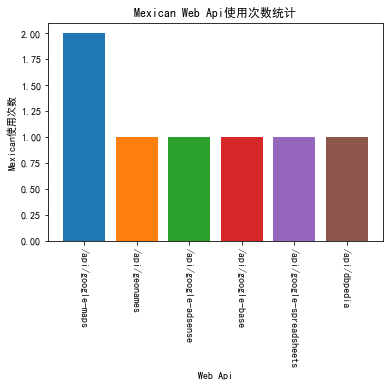 Mexican Web Api使用次数统计
Mexican使用次数
2.00
1.75
1.50
1.25
1.00
0.75
0.50
0.25
0.00
/api/google-maps
/api/geonames
/api/google-adsense
/api/google-base
/api/google-spreadsheets
/api/dbpedia
Web Api